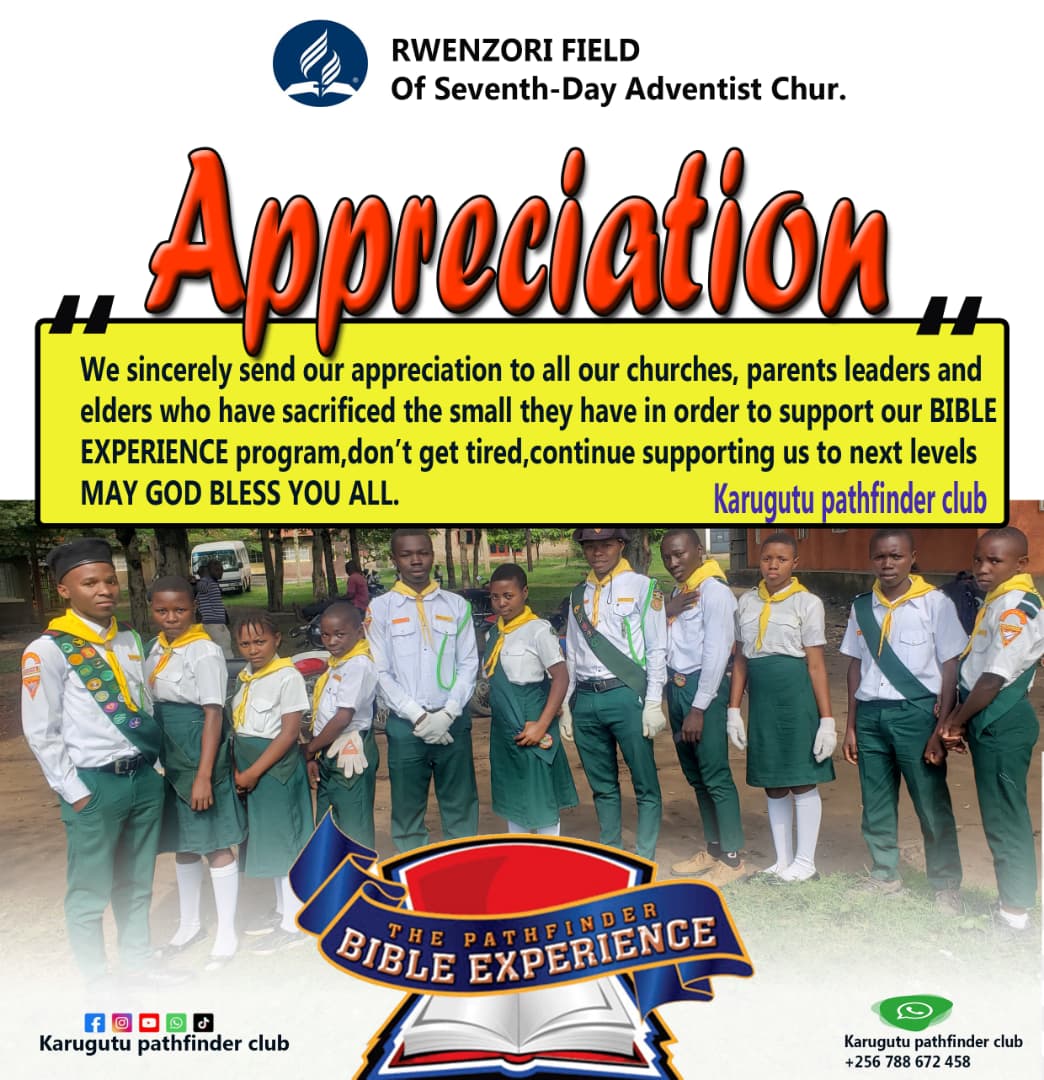 RWENZORI FIELD
Of Seventh-Day Adventist Chur.
Appreciation
We sincerely send our appreciation to all our churches, parents leaders and
elders who have sacrificed the small they have in order to support our BIBLE
EXPERIENCE program,don't get tired,continue supporting us to next levels
MAY GOD BLESS YOU ALL.
Karugutu pathfinder club
THE PATHFINDER
BIBLE EXPERIENCE
Karugutu pathfinder club
Karugutu pathfinder club
+256 788 672 458